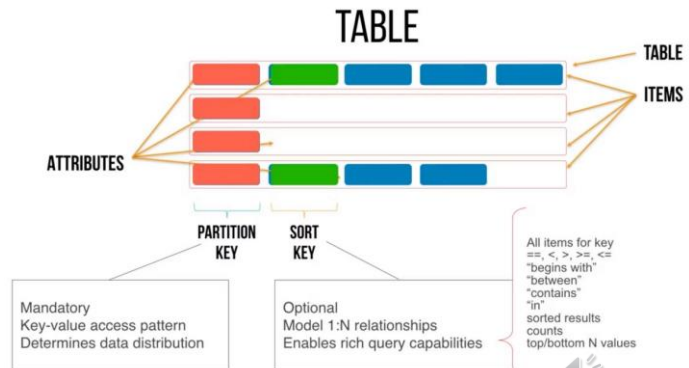 TABLE
TABLE
ITEMS
ATTRIBUTES
PARTITION
KEY
SORT
KEY
Mandatory
Key-value access pattern
Determines data distribution
Optional
Model 1:N relationships
Enables rich query capabilities
All items for key
==, <, >, >=, <=
"begins with"
"between"
"contains"
"in"
sorted results
counts
top/bottom N values